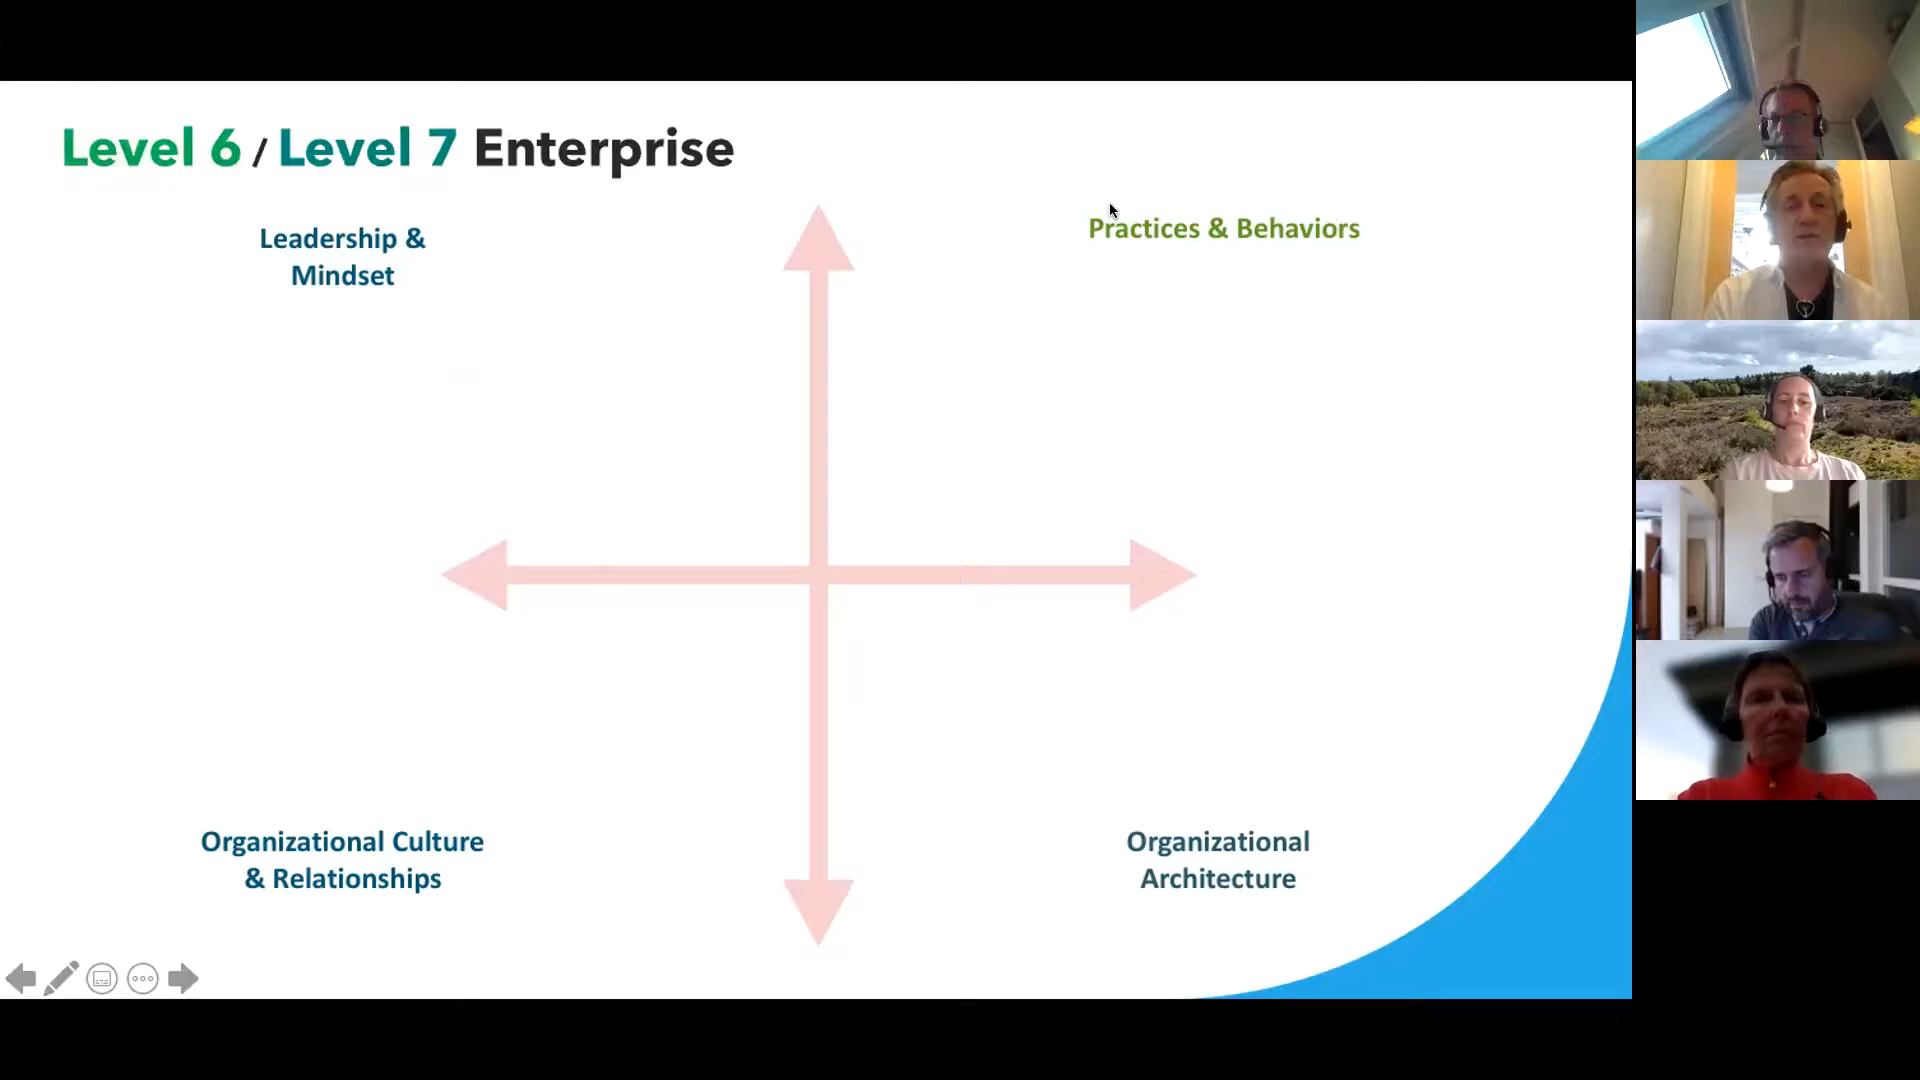 Level 6 / Level 7 Enterprise
Leadership &
Mindset
Practices & Behaviors
Organizational Culture
& Relationships
Organizational
Architecture